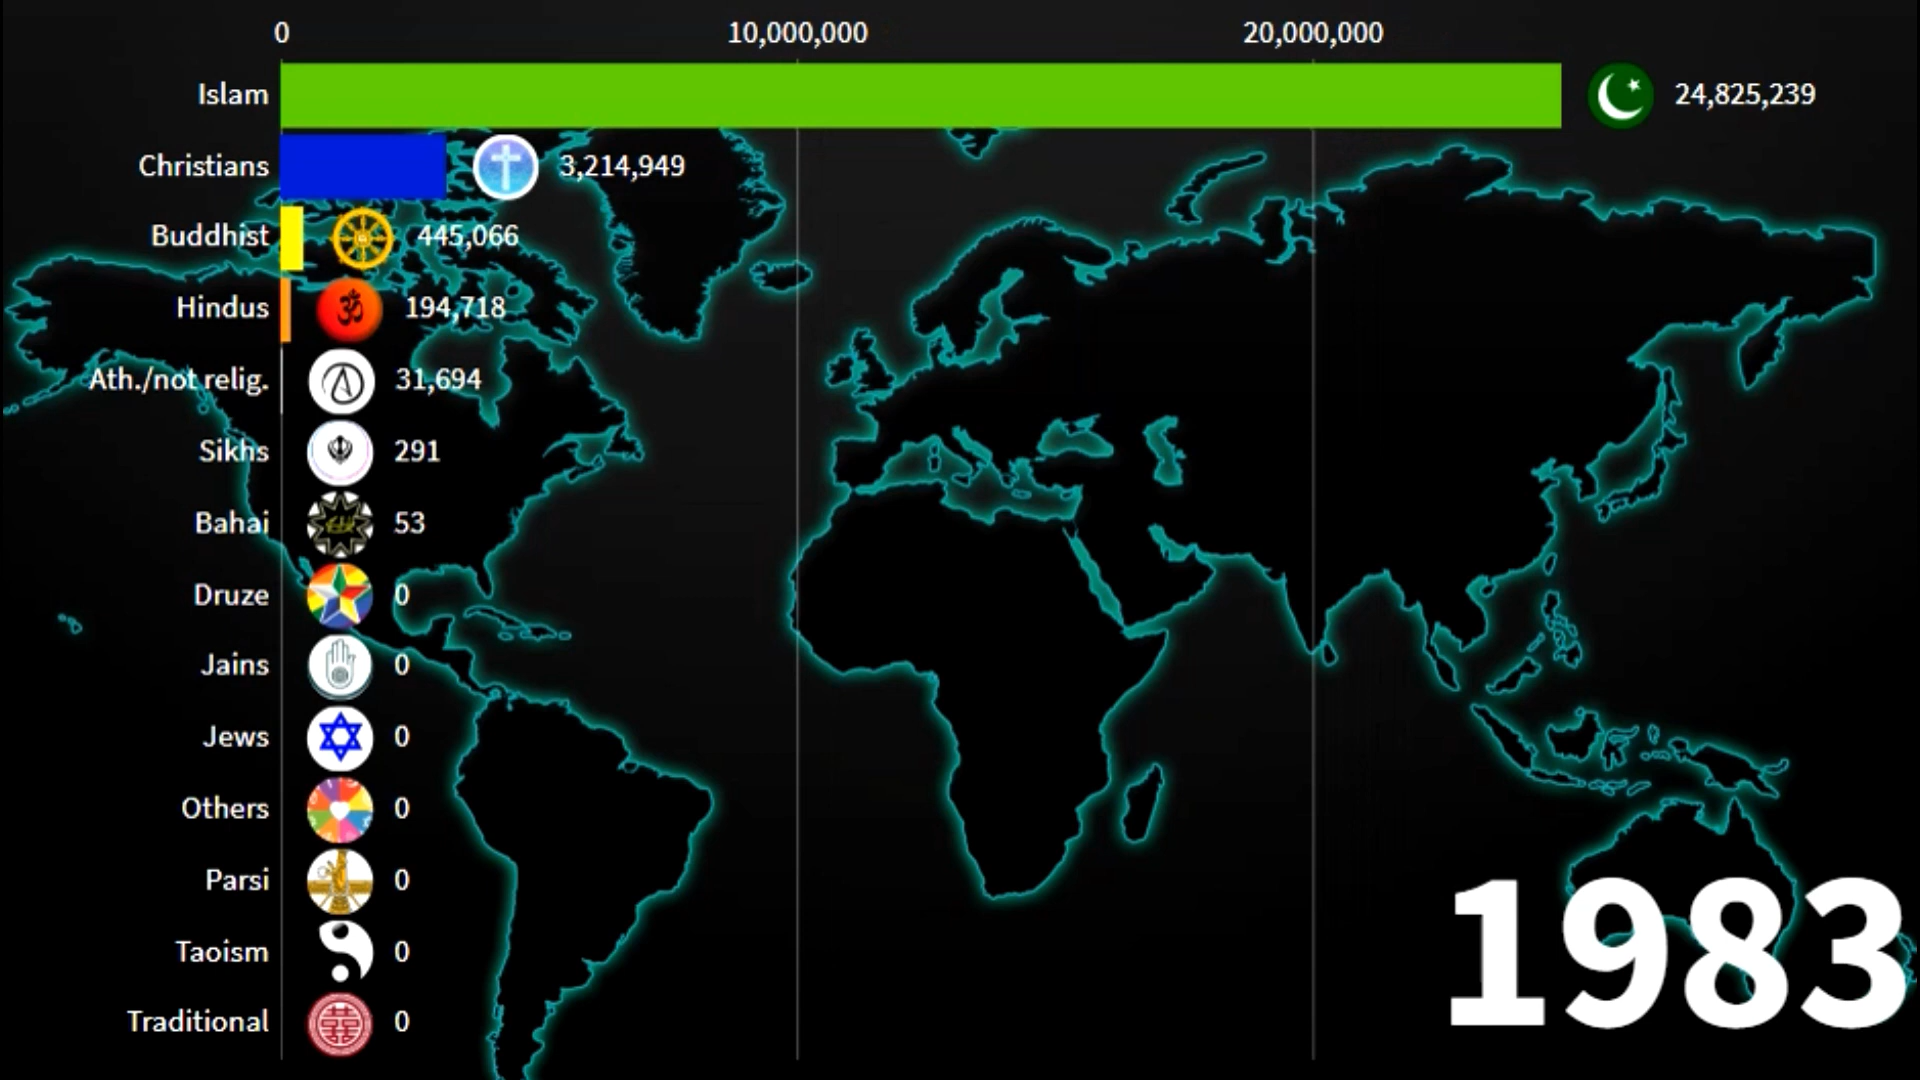 0 10,000,000 20,000,000
Islam 24,825,239
Christians 3,214,949
Buddhist 445,066
Hindus ॐ 194,718
Ath./not relig. 31,694
Sikhs 291
Bahai 53
Druze 0
Jains 0
Jews 0
Others 0
Parsi 0
Taoism 0
Traditional 囍 0
1983